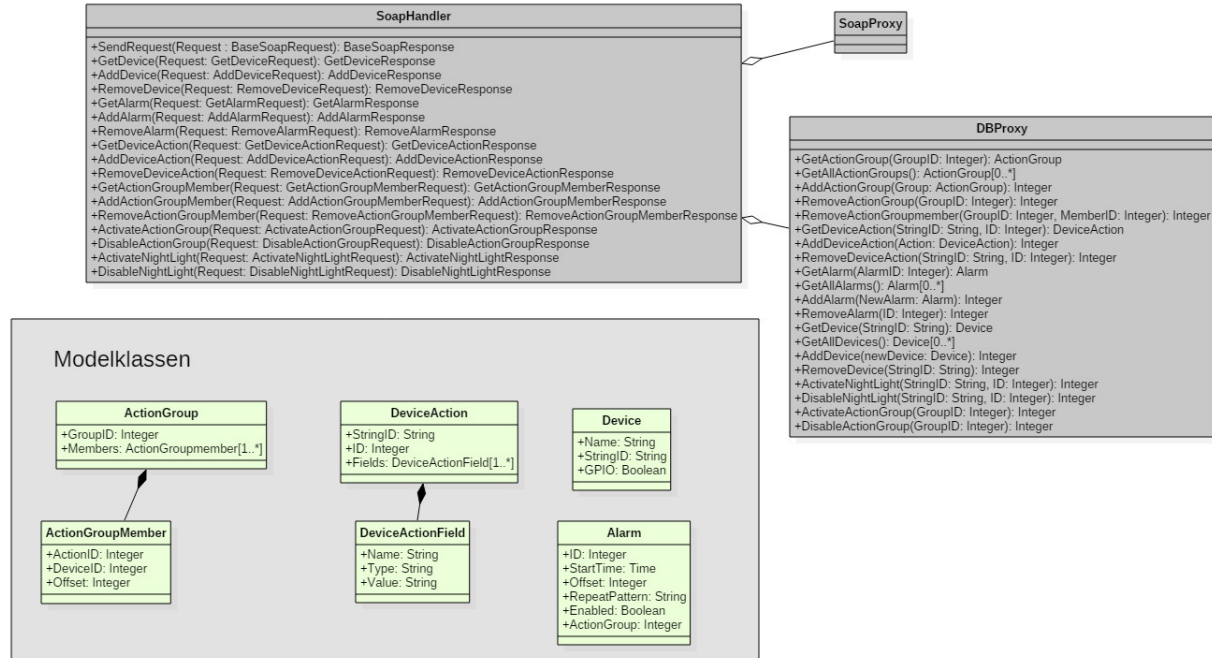 SoapHandler
+SendRequest(Request : BaseSoapRequest): BaseSoapResponse
+GetDevice(Request: GetDeviceRequest): GetDeviceResponse
+AddDevice(Request: AddDeviceRequest): AddDeviceResponse
+RemoveDevice(Request: RemoveDeviceRequest): RemoveDeviceResponse
+GetAlarm(Request: GetAlarmRequest): GetAlarmResponse
+AddAlarm(Request: AddAlarmRequest): AddAlarmResponse
+RemoveAlarm(Request: RemoveAlarmRequest): RemoveAlarmResponse
+GetDeviceAction(Request: GetDeviceActionRequest): GetDeviceActionResponse
+AddDeviceAction(Request: AddDeviceActionRequest): AddDeviceActionResponse
+RemoveDeviceAction(Request: RemoveDeviceActionRequest): RemoveDeviceActionResponse
+GetActionGroupMember(Request: GetActionGroupMemberRequest): GetActionGroupMemberResponse
+AddActionGroupMember(Request: AddActionGroupMemberRequest): AddActionGroupMemberResponse
+RemoveActionGroupMember(Request: RemoveActionGroupMemberRequest): RemoveActionGroupMemberResponse
+ActivateActionGroup(Request: ActivateActionGroupRequest): ActivateActionGroupResponse
+DisableActionGroup(Request: DisableActionGroupRequest): DisableActionGroupResponse
+ActivateNightLight(Request: ActivateNightLightRequest): ActivateNightLightResponse
+DisableNightLight(Request: DisableNightLightRequest): DisableNightLightResponse
SoapProxy
DBProxy
+GetActionGroup(GroupID: Integer): ActionGroup
+GetAllActionGroups(): ActionGroup[0..*]
+AddActionGroup(Group: ActionGroup): Integer
+RemoveActionGroup(GroupID: Integer): Integer
+RemoveActionGroupmember(GroupID: Integer, MemberID: Integer): Integer
+GetDeviceAction(StringID: String, ID: Integer): DeviceAction
+AddDeviceAction(Action: DeviceAction): Integer
+RemoveDeviceAction(StringID: String, ID: Integer): Integer
+GetAlarm(AlarmID: Integer): Alarm
+GetAllAlarms(): Alarm[0..*]
+AddAlarm(NewAlarm: Alarm): Integer
+RemoveAlarm(ID: Integer): Integer
+GetDevice(StringID: String): Device
+GetAllDevices(): Device[0..*]
+AddDevice(newDevice: Device): Integer
+RemoveDevice(StringID: String): Integer
+ActivateNightLight(StringID: String, ID: Integer): Integer
+DisableNightLight(StringID: String, ID: Integer): Integer
+ActivateActionGroup(GroupID: Integer): Integer
+DisableActionGroup(GroupID: Integer): Integer
Modelklassen
ActionGroup
+GroupID: Integer
+Members: ActionGroupmember[1..*]
DeviceAction
+StringID: String
+ID: Integer
+Fields: DeviceActionField[1..*]
Device
+Name: String
+StringID: String
+GPIO: Boolean
ActionGroupMember
+ActionID: Integer
+DeviceID: Integer
+Offset: Integer
DeviceActionField
+Name: String
+Type: String
+Value: String
Alarm
+ID: Integer
+StartTime: Time
+Offset: Integer
+RepeatPattern: String
+Enabled: Boolean
+ActionGroup: Integer